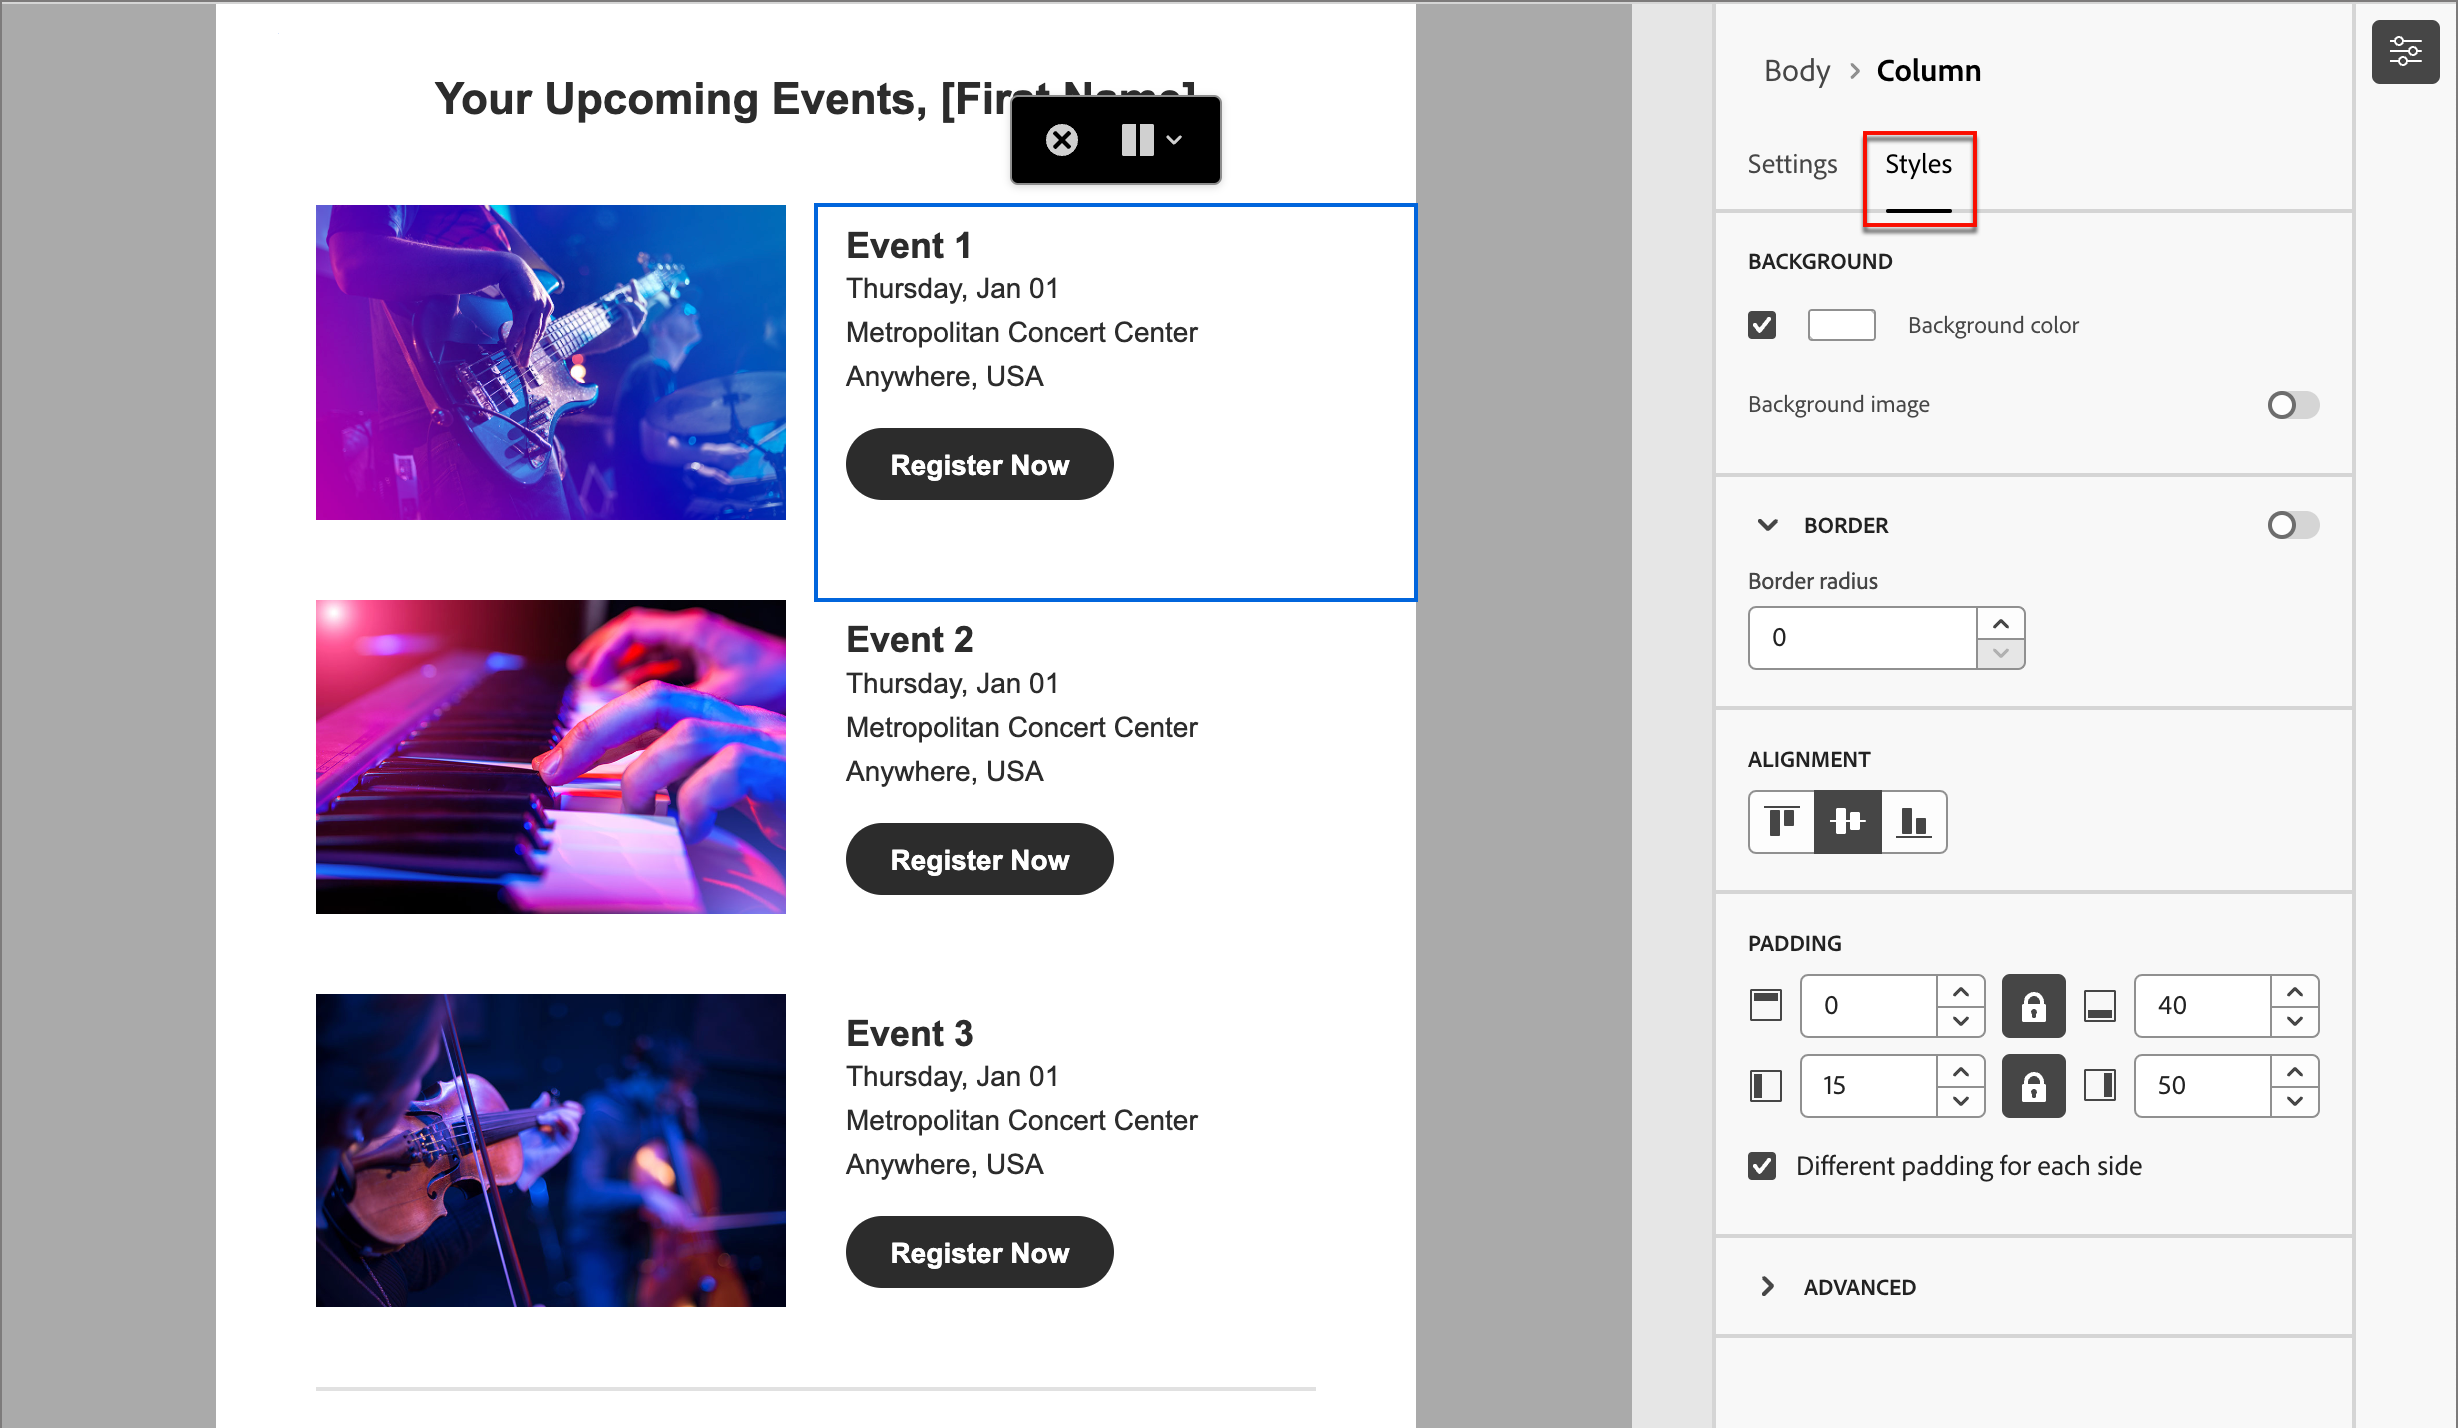 Your Upcoming Events, [First Name]
Event 1
Thursday, Jan 01
Metropolitan Concert Center
Anywhere, USA
Register Now
Event 2
Thursday, Jan 01
Metropolitan Concert Center
Anywhere, USA
Register Now
Event 3
Thursday, Jan 01
Metropolitan Concert Center
Anywhere, USA
Register Now
Body > Column
Settings Styles
BACKGROUND
Background color
Background image
BORDER
Border radius
0
ALIGNMENT
PADDING
0 40
15 50
Different padding for each side
ADVANCED